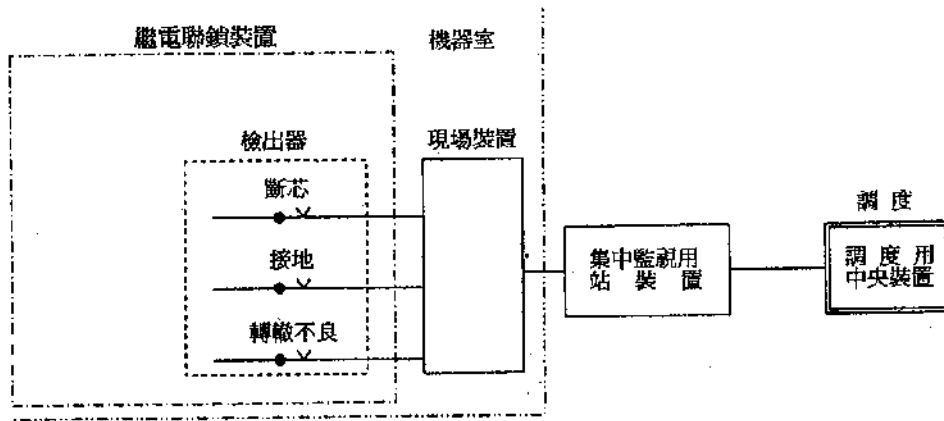 繼電聯鎖裝置
機器室
檢出器
現場裝置
斷芯
接地
轉轍不良
集中監視用
站裝置
調度
調度用
中央裝置